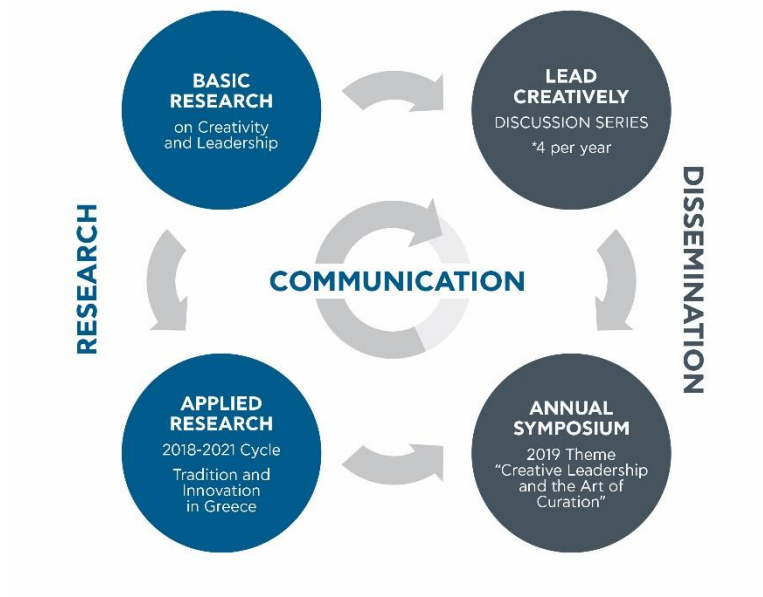 BASIC
RESEARCH
on Creativity
and Leadership
LEAD
CREATIVELY
DISCUSSION SERIES
*4 per year
RESEARCH
COMMUNICATION
DISSEMINATION
APPLIED
RESEARCH
2018-2021 Cycle
Tradition and
Innovation
in Greece
ANNUAL
SYMPOSIUM
2019 Theme
“Creative Leadership
and the Art of
Curation”